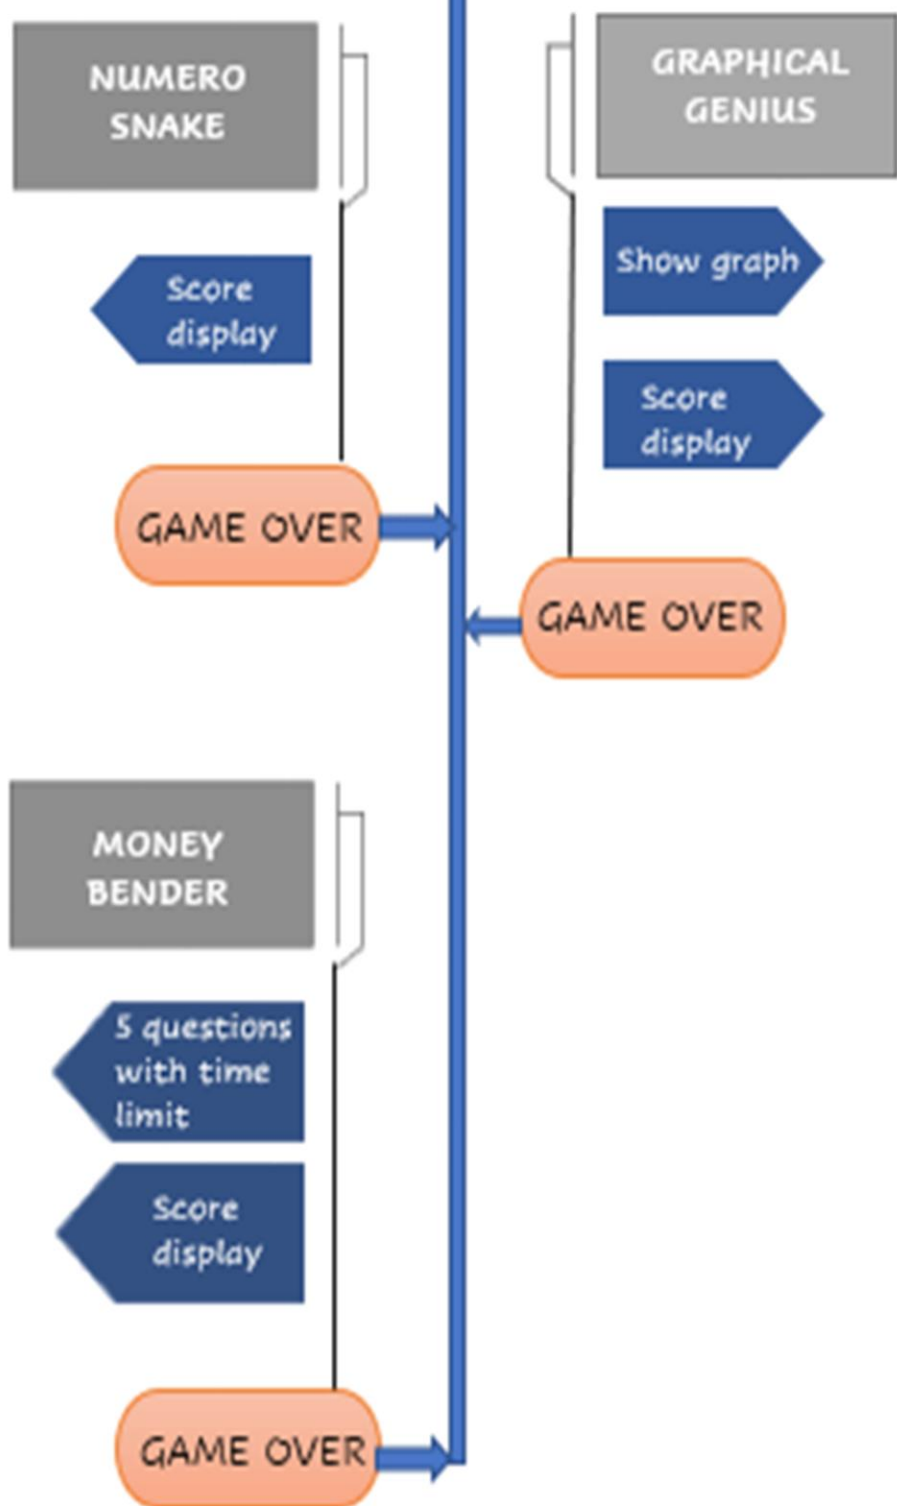 NUMERO
SNAKE
Score
display
GAME OVER
GRAPHICAL
GENIUS
Show graph
Score
display
GAME OVER
MONEY
BENDER
5 questions
with time
limit
Score
display
GAME OVER